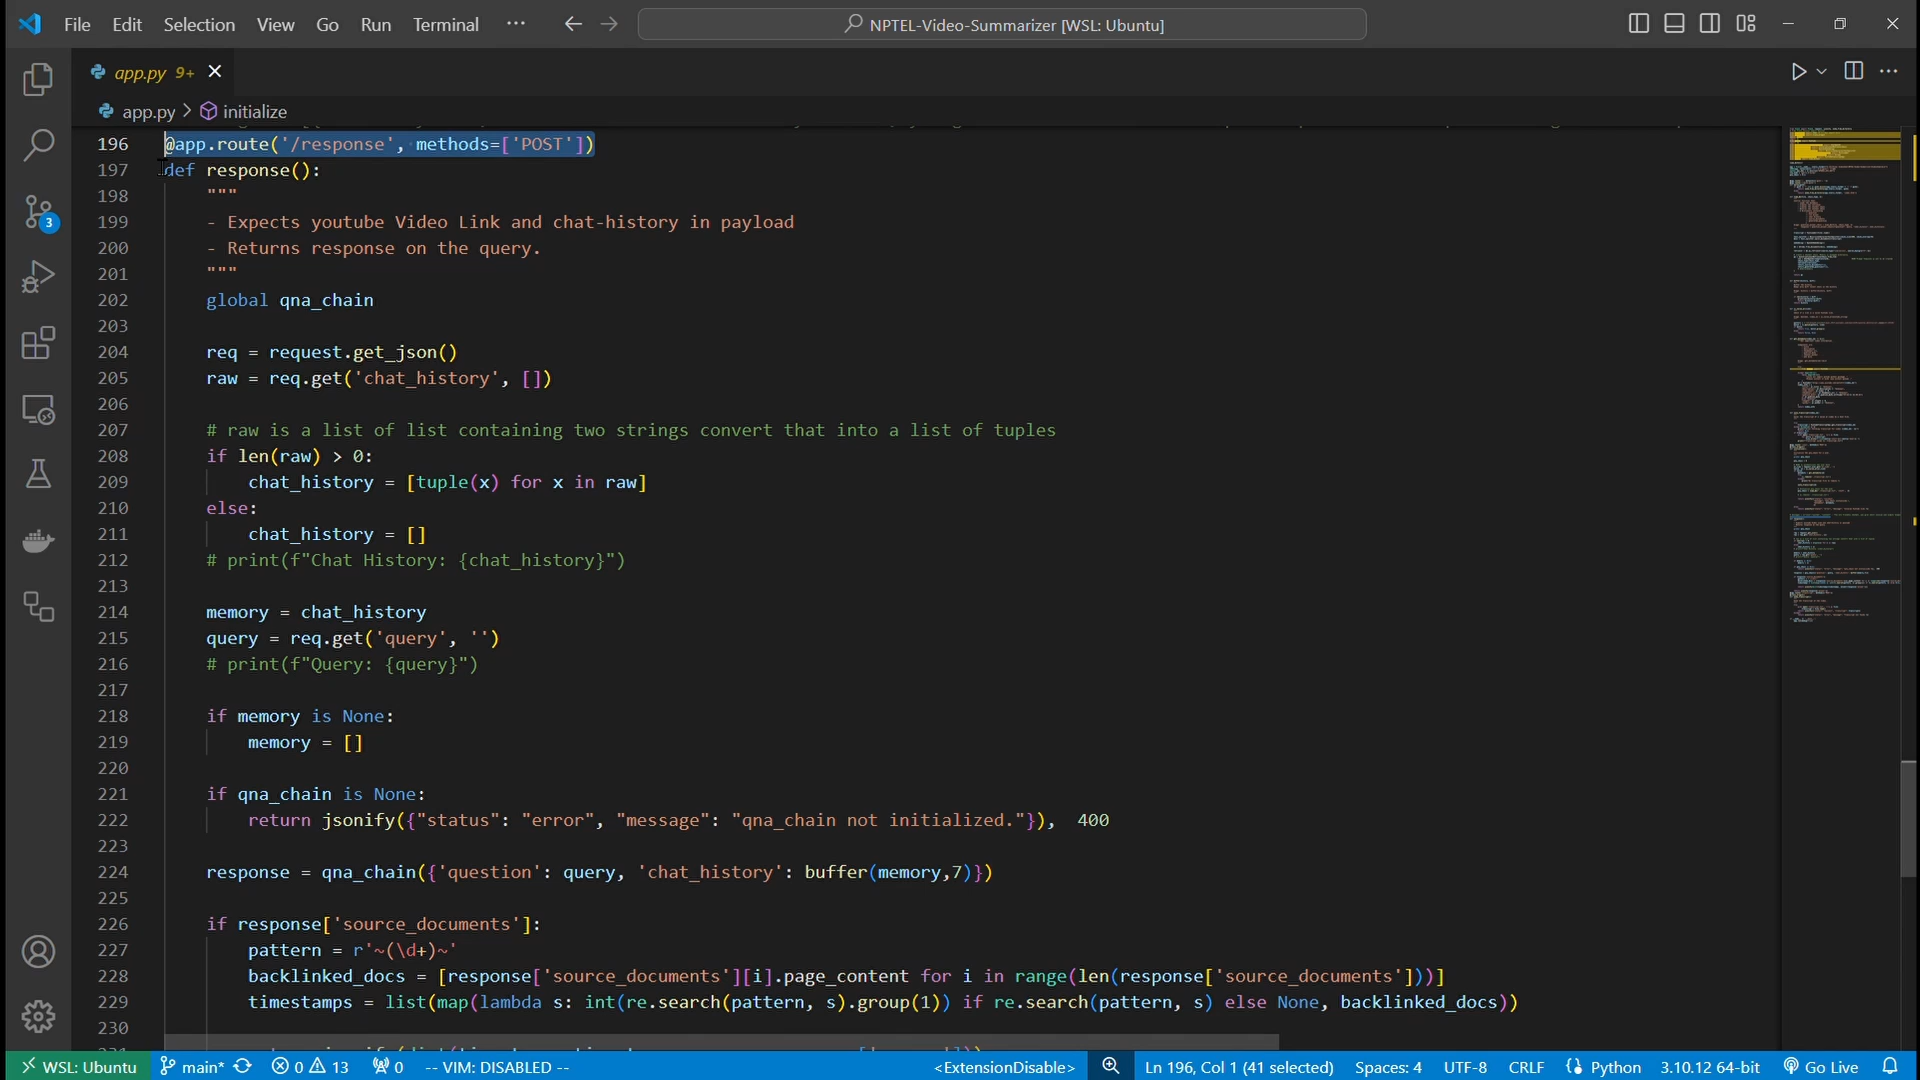 File Edit Selection View Go Run Terminal ··· NPTEL-Video-Summarizer [WSL: Ubuntu]
app.py 9+
app.py > initialize
196 @app.route('/response', methods=['POST'])
197 def response():
198 """
199 - Expects youtube Video Link and chat-history in payload
200 - Returns response on the query.
201 """
202 global qna_chain
203
204 req = request.get_json()
205 raw = req.get('chat_history', [])
206
207 # raw is a list of list containing two strings convert that into a list of tuples
208 if len(raw) > 0:
209 chat_history = [tuple(x) for x in raw]
210 else:
211 chat_history = []
212 # print(f"Chat History: {chat_history}")
213
214 memory = chat_history
215 query = req.get('query', '')
216 # print(f"Query: {query}")
217
218 if memory is None:
219 memory = []
220
221 if qna_chain is None:
222 return jsonify({"status": "error", "message": "qna_chain not initialized."}), 400
223
224 response = qna_chain({'question': query, 'chat_history': buffer(memory,7)})
225
226 if response['source_documents']:
227 pattern = r'~(\d+)~'
228 backlinked_docs = [response['source_documents'][i].page_content for i in range(len(response['source_documents']))]
229 timestamps = list(map(lambda s: int(re.search(pattern, s).group(1)) if re.search(pattern, s) else None, backlinked_docs))
230
3
WSL: Ubuntu main* 0 13 0 -- VIM: DISABLED -- <ExtensionDisable> Ln 196, Col 1 (41 selected) Spaces: 4 UTF-8 CRLF Python 3.10.12 64-bit Go Live